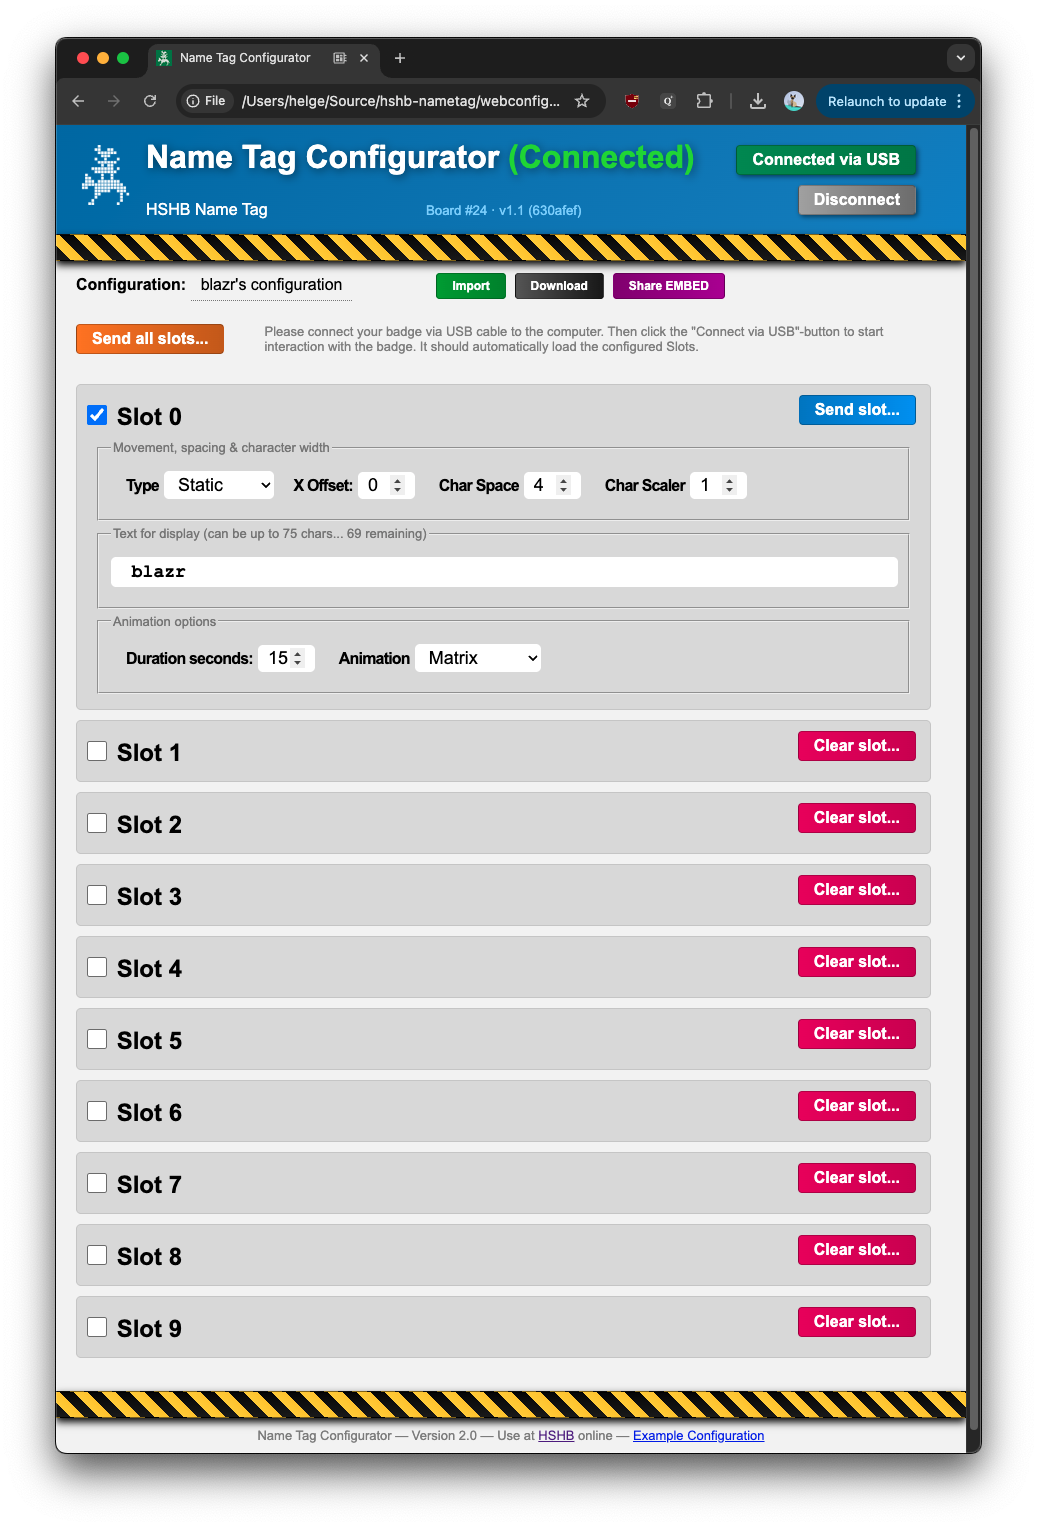 Name Tag Configurator
File /Users/helge/Source/hshb-nametag/webconfig... Relaunch to update
Name Tag Configurator (Connected) Connected via USB
Disconnect
HSHB Name Tag Board #24 · v1.1 (630afef)
Configuration: blazr's configuration Import Download Share EMBED
Send all slots... Please connect your badge via USB cable to the computer. Then click the "Connect via USB"-button to start
interaction with the badge. It should automatically load the configured Slots.
Slot 0 Send slot...
Movement, spacing & character width
Type Static X Offset: 0 Char Space 4 Char Scaler 1
Text for display (can be up to 75 chars... 69 remaining)
blazr
Animation options
Duration seconds: 15 Animation Matrix
Slot 1 Clear slot...
Slot 2 Clear slot...
Slot 3 Clear slot...
Slot 4 Clear slot...
Slot 5 Clear slot...
Slot 6 Clear slot...
Slot 7 Clear slot...
Slot 8 Clear slot...
Slot 9 Clear slot...
Name Tag Configurator — Version 2.0 — Use at HSHB online — Example Configuration